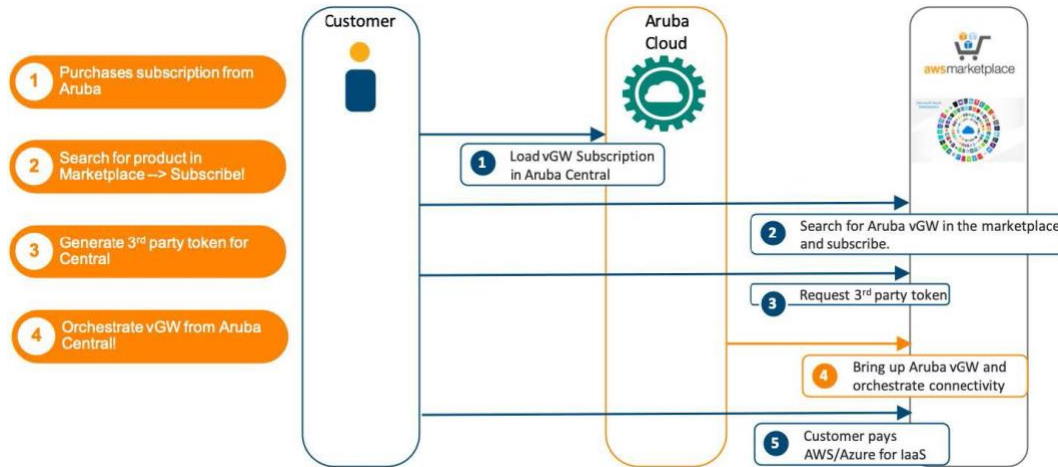 Customer
Aruba
Cloud
awsmarketplace
1
Purchases subscription from
Aruba
2
Search for product in
Marketplace --> Subscribe!
3
Generate 3rd party token for
Central
4
Orchestrate vGW from Aruba
Central!
1
Load vGW Subscription
in Aruba Central
2
Search for Aruba vGW in the marketplace
and subscribe.
3
Request 3rd party token
4
Bring up Aruba vGW and
orchestrate connectivity
5
Customer pays
AWS/Azure for IaaS